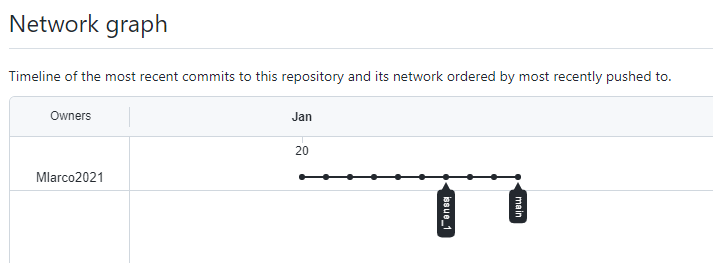 Network graph
Timeline of the most recent commits to this repository and its network ordered by most recently pushed to.
Owners
Jan
20
Mlarco2021
issue_1
main